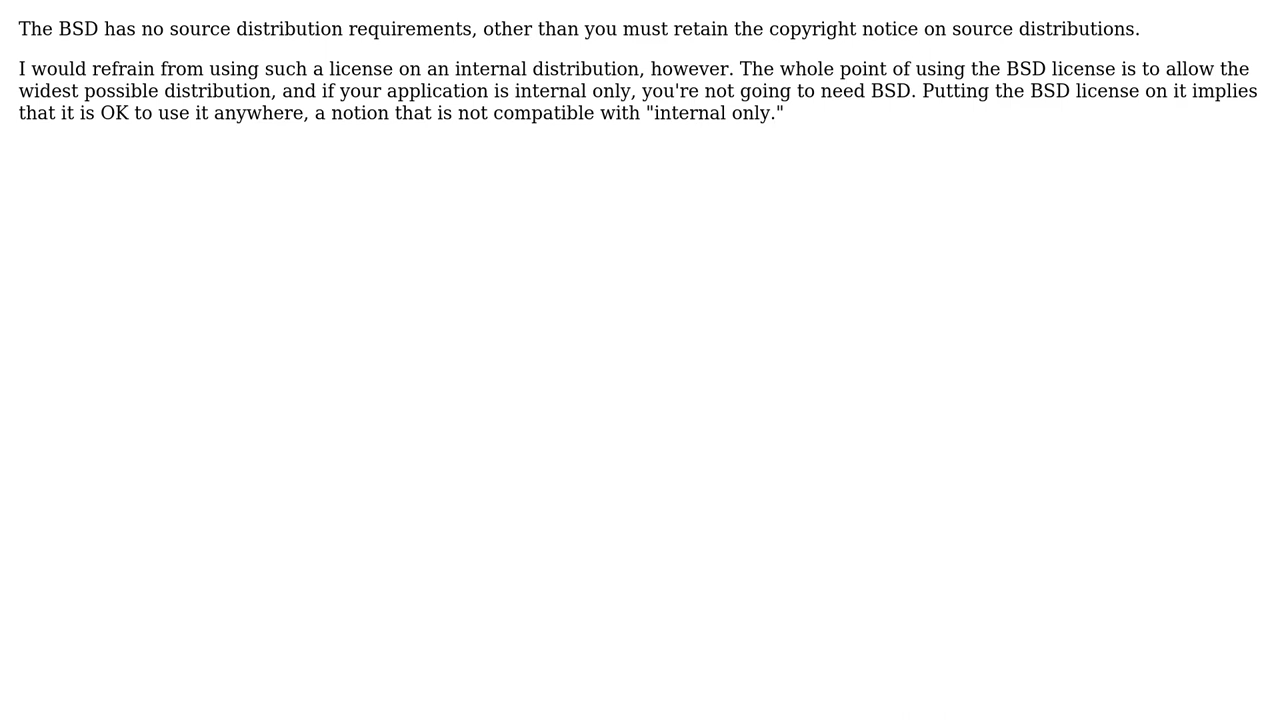 The BSD has no source distribution requirements, other than you must retain the copyright notice on source distributions.
I would refrain from using such a license on an internal distribution, however. The whole point of using the BSD license is to allow the
widest possible distribution, and if your application is internal only, you're not going to need BSD. Putting the BSD license on it implies
that it is OK to use it anywhere, a notion that is not compatible with "internal only."